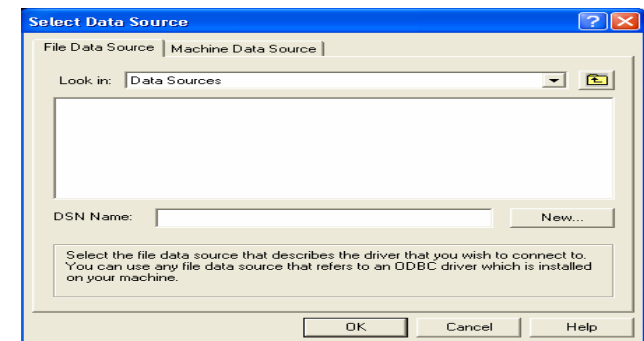 Select Data Source
File Data Source Machine Data Source
Look in: Data Sources
DSN Name: New...
Select the file data source that describes the driver that you wish to connect to.
You can use any file data source that refers to an ODBC driver which is installed
on your machine.
OK Cancel Help